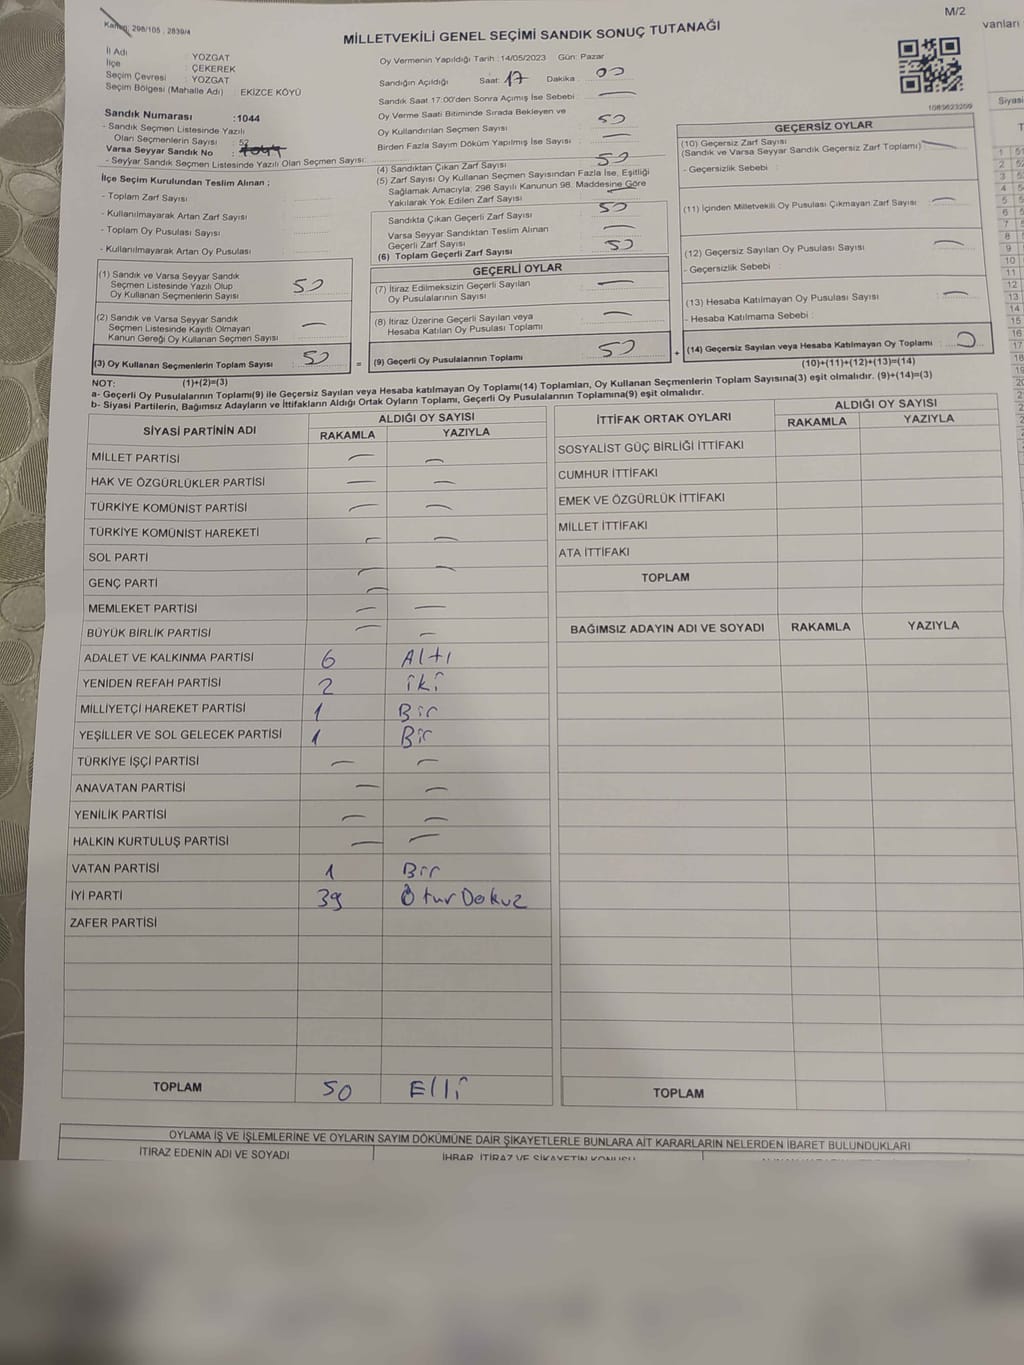 Kanun: 298/105 , 2839/4
M/2
MİLLETVEKİLİ GENEL SEÇİMİ SANDIK SONUÇ TUTANAĞI
vanları
İl Adı : YOZGAT
İlçe : ÇEKEREK
Seçim Çevresi : YOZGAT
Seçim Bölgesi (Mahalle Adı) : EKİZCE KÖYÜ
Oy Vermenin Yapıldığı Tarih : 14/05/2023 Gün: Pazar
Sandığın Açıldığı Saat: 17 Dakika : 00
Sandık Saat 17:00'den Sonra Açımış İse Sebebi : —
Oy Verme Saati Bitiminde Sırada Bekleyen ve
Oy Kullandırılan Seçmen Sayısı : 50
Birden Fazla Sayım Döküm Yapılmış İse Sayısı : —
(4) Sandıktan Çıkan Zarf Sayısı : 50
(5) Zarf Sayısı Oy Kullanan Seçmen Sayısından Fazla İse, Eşitliği
Sağlamak Amacıyla; 298 Sayılı Kanunun 98. Maddesine Göre
Yakılarak Yok Edilen Zarf Sayısı —
1089623209
Sandık Numarası :1044
- Sandık Seçmen Listesinde Yazılı
Olan Seçmenlerin Sayısı : 52
Varsa Seyyar Sandık No : 1044
- Seyyar Sandık Seçmen Listesinde Yazılı Olan Seçmen Sayısı:
İlçe Seçim Kurulundan Teslim Alınan ;
- Toplam Zarf Sayısı
- Kullanılmayarak Artan Zarf Sayısı
- Toplam Oy Pusulası Sayısı
- Kullanılmayarak Artan Oy Pusulası
Sandıkta Çıkan Geçerli Zarf Sayısı : 50
Varsa Seyyar Sandıktan Teslim Alınan
Geçerli Zarf Sayısı : —
(6) Toplam Geçerli Zarf Sayısı : 50
GEÇERSİZ OYLAR
(10) Geçersiz Zarf Sayısı
(Sandık ve Varsa Seyyar Sandık Geçersiz Zarf Toplamı) —
- Geçersizlik Sebebi :
(11) İçinden Milletvekili Oy Pusulası Çıkmayan Zarf Sayısı : —
(12) Geçersiz Sayılan Oy Pusulası Sayısı : —
- Geçersizlik Sebebi :
(13) Hesaba Katılmayan Oy Pusulası Sayısı : —
- Hesaba Katılmama Sebebi :
(14) Geçersiz Sayılan veya Hesaba Katılmayan Oy Toplamı : 0
(10)+(11)+(12)+(13)=(14)
(1) Sandık ve Varsa Seyyar Sandık
Seçmen Listesinde Yazılı Olup
Oy Kullanan Seçmenlerin Sayısı : 50
(2) Sandık ve Varsa Seyyar Sandık
Seçmen Listesinde Kayıtlı Olmayan
Kanun Gereği Oy Kullanan Seçmen Sayısı : —
(3) Oy Kullanan Seçmenlerin Toplam Sayısı : 50 =
GEÇERLİ OYLAR
(7) İtiraz Edilmeksizin Geçerli Sayılan
Oy Pusulalarının Sayısı : —
(8) İtiraz Üzerine Geçerli Sayılan veya
Hesaba Katılan Oy Pusulası Toplamı : —
(9) Geçerli Oy Pusulalarının Toplamı : 50 +
NOT: (1)+(2)=(3)
a- Geçerli Oy Pusulalarının Toplamı(9) ile Geçersiz Sayılan veya Hesaba katılmayan Oy Toplamı(14) Toplamları, Oy Kullanan Seçmenlerin Toplam Sayısına(3) eşit olmalıdır. (9)+(14)=(3)
b- Siyasi Partilerin, Bağımsız Adayların ve İttifakların Aldığı Ortak Oyların Toplamı, Geçerli Oy Pusulalarının Toplamına(9) eşit olmalıdır.
SİYASİ PARTİNİN ADI ALDIĞI OY SAYISI
RAKAMLA YAZIYLA
MİLLET PARTİSİ — —
HAK VE ÖZGÜRLÜKLER PARTİSİ — —
TÜRKİYE KOMÜNİST PARTİSİ — —
TÜRKİYE KOMÜNİST HAREKETİ — —
SOL PARTİ — —
GENÇ PARTİ —
MEMLEKET PARTİSİ — —
BÜYÜK BİRLİK PARTİSİ — —
ADALET VE KALKINMA PARTİSİ 6 Altı
YENİDEN REFAH PARTİSİ 2 iki
MİLLİYETÇİ HAREKET PARTİSİ 1 Bir
YEŞİLLER VE SOL GELECEK PARTİSİ 1 Bir
TÜRKİYE İŞÇİ PARTİSİ — —
ANAVATAN PARTİSİ — —
YENİLİK PARTİSİ — —
HALKIN KURTULUŞ PARTİSİ — —
VATAN PARTİSİ 1 Bir
İYİ PARTİ 39 OturDokuz
ZAFER PARTİSİ
TOPLAM 50 Elli
İTTİFAK ORTAK OYLARI ALDIĞI OY SAYISI
RAKAMLA YAZIYLA
SOSYALİST GÜÇ BİRLİĞİ İTTİFAKI
CUMHUR İTTİFAKI
EMEK VE ÖZGÜRLÜK İTTİFAKI
MİLLET İTTİFAKI
ATA İTTİFAKI
TOPLAM
BAĞIMSIZ ADAYIN ADI VE SOYADI RAKAMLA YAZIYLA
TOPLAM
OYLAMA İŞ VE İŞLEMLERİNE VE OYLARIN SAYIM DÖKÜMÜNE DAİR ŞİKAYETLERLE BUNLARA AİT KARARLARIN NELERDEN İBARET BULUNDUKLARI
İTİRAZ EDENİN ADI VE SOYADI
İHBAR, İTİRAZ VE ŞİKAYETİN KONUSU